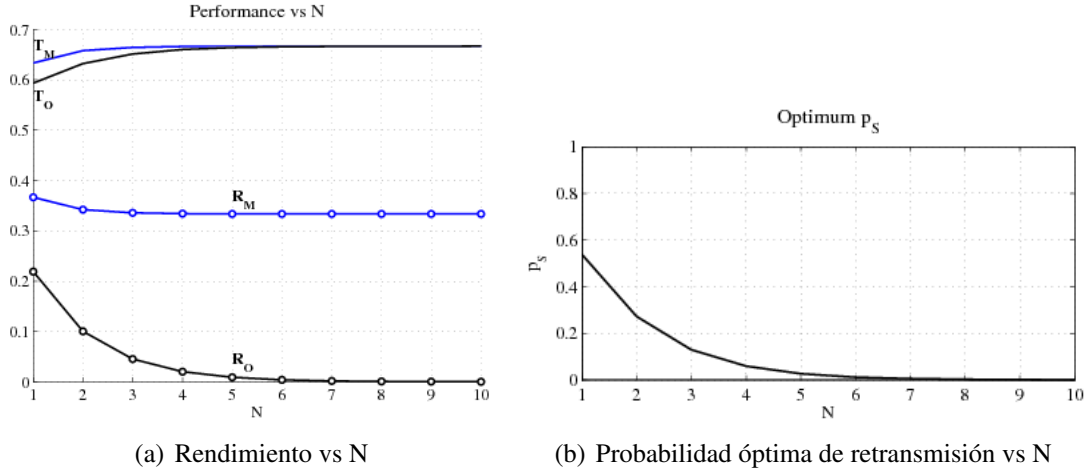 Performance vs N
0.7
0.6
0.5
0.4
0.3
0.2
0.1
0
T_M
T_O
R_M
R_O
1 2 3 4 5 6 7 8 9 10
N
(a) Rendimiento vs N
Optimum p_S
1
0.8
0.6
0.4
0.2
0
p_S
1 2 3 4 5 6 7 8 9 10
N
(b) Probabilidad óptima de retransmisión vs N